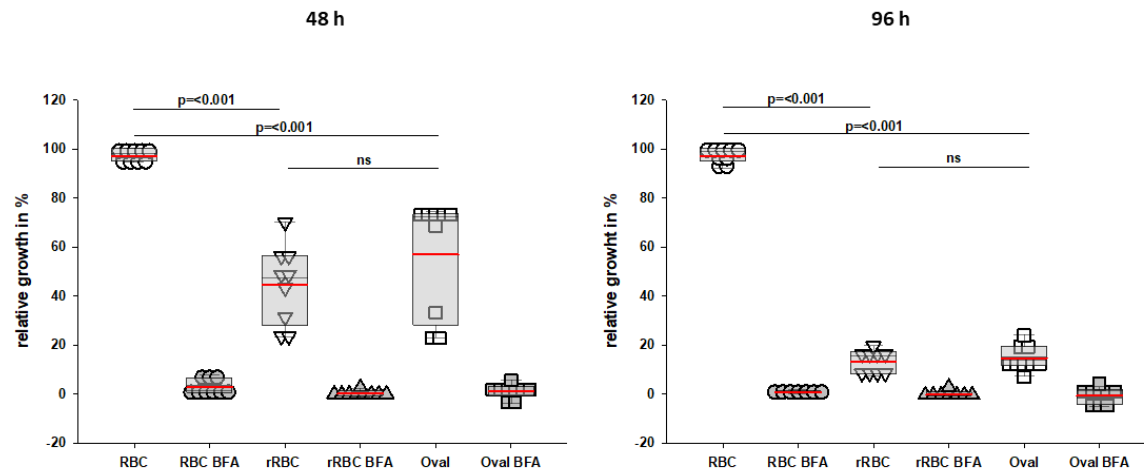 48 h
96 h
120
100
80
60
40
20
0
-20
relative growth in %
p=<0.001
p=<0.001
ns
RBC
RBC BFA
rRBC
rRBC BFA
Oval
Oval BFA
120
100
80
60
40
20
0
-20
relative growht in %
p=<0.001
p=<0.001
ns
RBC
RBC BFA
rRBC
rRBC BFA
Oval
Oval BFA